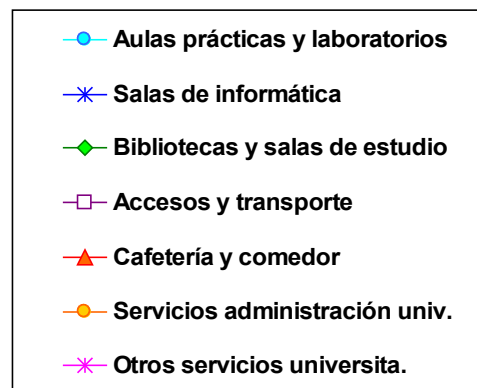 Aulas prácticas y laboratorios
Salas de informática
Bibliotecas y salas de estudio
Accesos y transporte
Cafetería y comedor
Servicios administración univ.
Otros servicios universita.